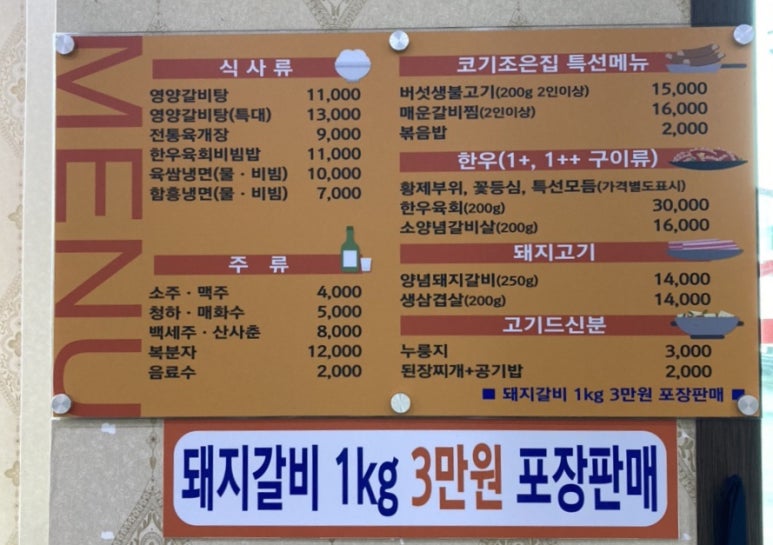 MENU
식사류
영양갈비탕 11,000
영양갈비탕(특대) 13,000
전통육개장 9,000
한우육회비빔밥 11,000
육쌈냉면(물·비빔) 10,000
함흥냉면(물·비빔) 7,000
주류
소주·맥주 4,000
청하·매화수 5,000
백세주·산사춘 8,000
복분자 12,000
음료수 2,000
코기조은집 특선메뉴
버섯생불고기(200g 2인이상) 15,000
매운갈비찜(2인이상) 16,000
볶음밥 2,000
한우(1+, 1++ 구이류)
황제부위, 꽃등심, 특선모듬(가격별도표시)
한우육회(200g) 30,000
소양념갈비살(200g) 16,000
돼지고기
양념돼지갈비(250g) 14,000
생삼겹살(200g) 14,000
고기드신분
누룽지 3,000
된장찌개+공기밥 2,000
■ 돼지갈비 1kg 3만원 포장판매 ■
돼지갈비 1kg 3만원 포장판매